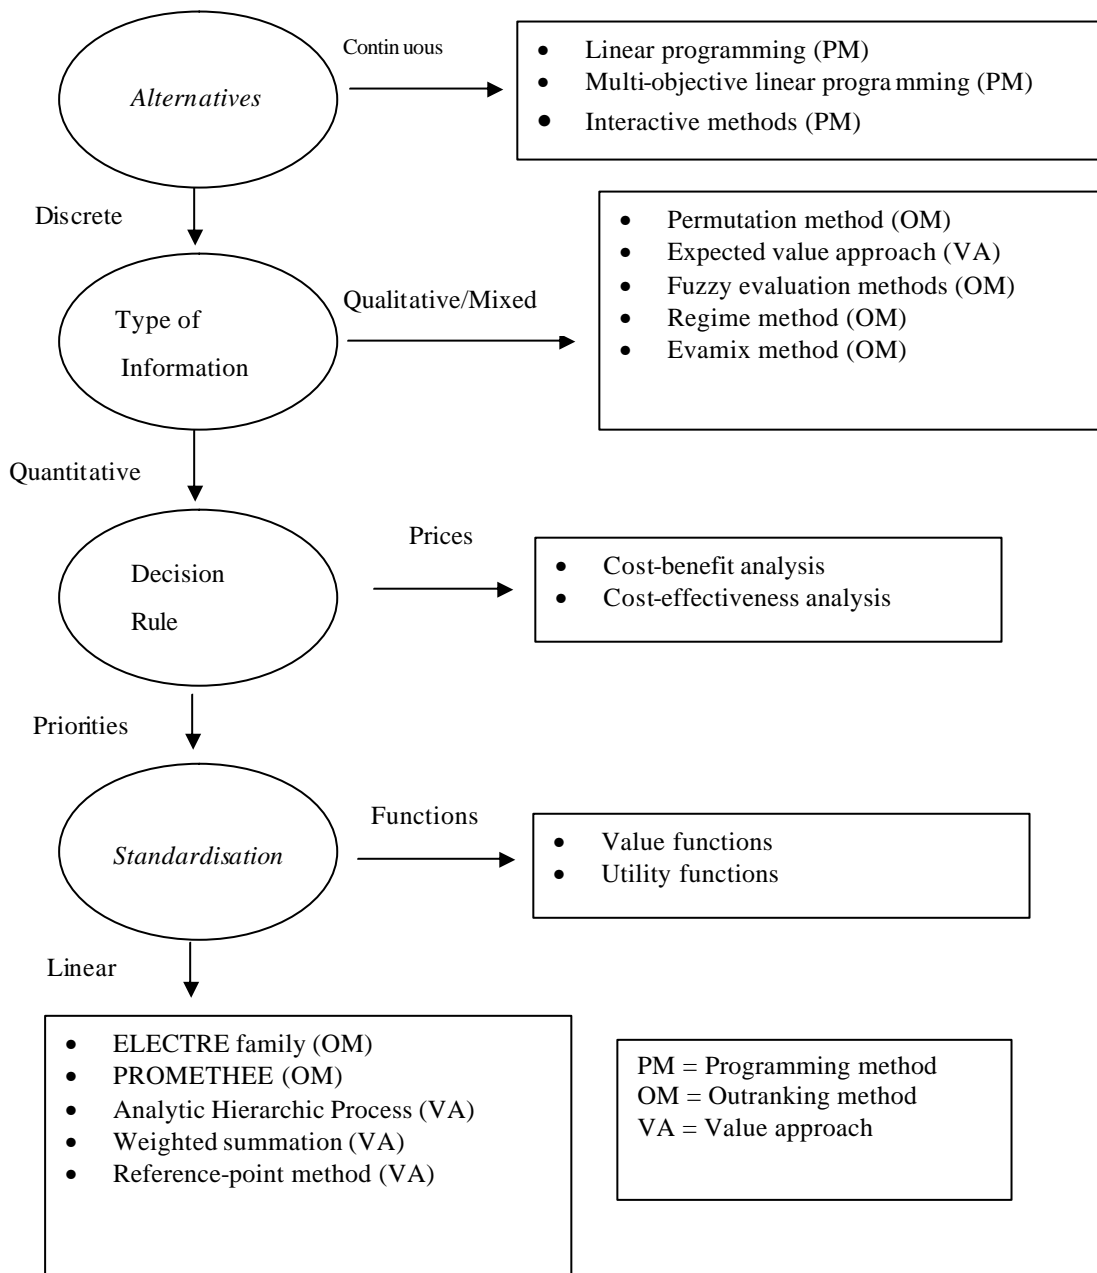 Continuous
Alternatives
• Linear programming (PM)
• Multi-objective linear programming (PM)
• Interactive methods (PM)
Discrete
• Permutation method (OM)
• Expected value approach (VA)
• Fuzzy evaluation methods (OM)
• Regime method (OM)
• Evamix method (OM)
Qualitative/Mixed
Type of
Information
Quantitative
Prices
Decision
Rule
• Cost-benefit analysis
• Cost-effectiveness analysis
Priorities
Functions
Standardisation
• Value functions
• Utility functions
Linear
• ELECTRE family (OM)
• PROMETHEE (OM)
• Analytic Hierarchic Process (VA)
• Weighted summation (VA)
• Reference-point method (VA)
PM = Programming method
OM = Outranking method
VA = Value approach